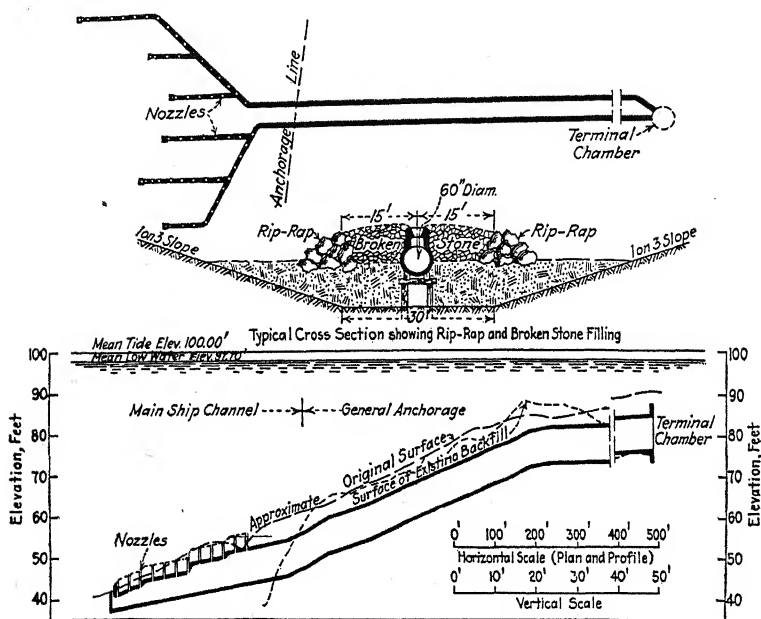 Nozzles
Anchorage Line
Terminal
Chamber
60" Diam.
15' 15'
1 on 3 Slope
Rip-Rap
Broken Stone
Rip-Rap
1 on 3 Slope
30'
Typical Cross Section showing Rip-Rap and Broken Stone Filling
Mean Tide Elev. 100.00'
Mean Low Water Elev. 97.70'
100
90
80
70
60
50
40
Elevation, Feet
Main Ship Channel
General Anchorage
Approximate Original Surface
Surface of Existing Backfill
Nozzles
Terminal
Chamber
0' 100' 200' 300' 400' 500'
Horizontal Scale (Plan and Profile)
0' 10' 20' 30' 40' 50'
Vertical Scale
100
90
80
70
60
50
40
Elevation, Feet